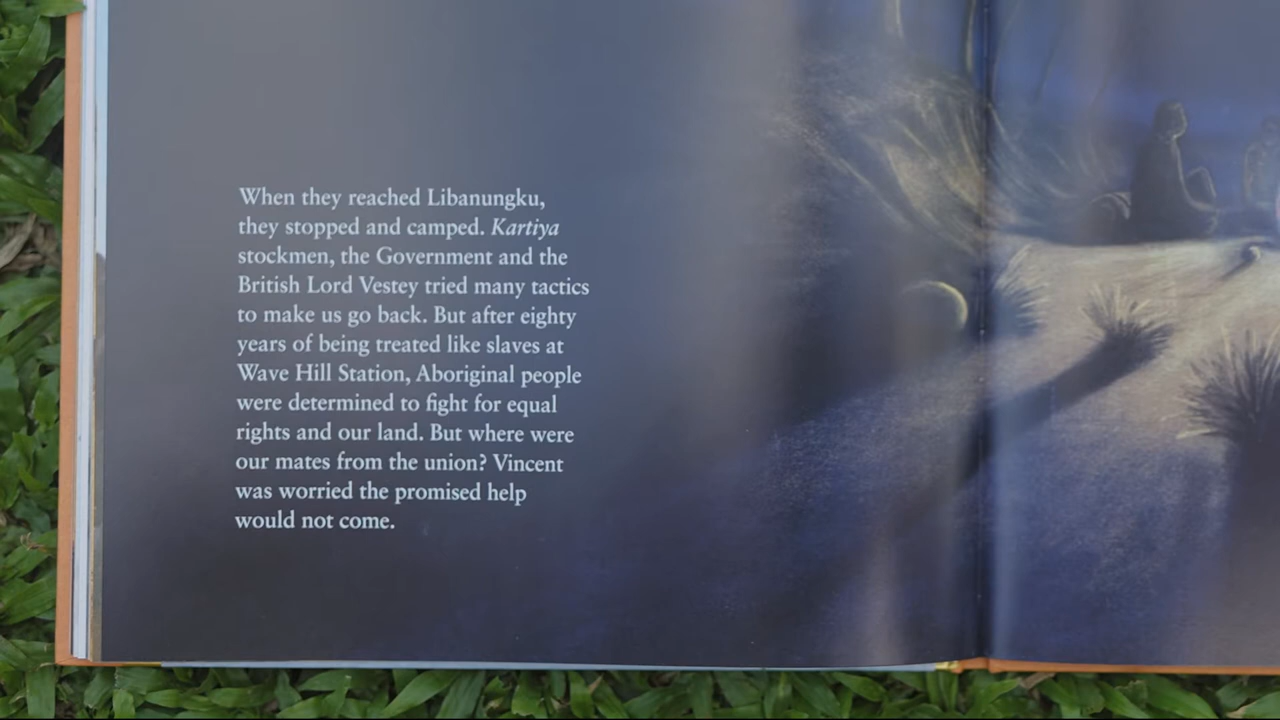 When they reached Libanungku,
they stopped and camped. Kartiya
stockmen, the Government and the
British Lord Vestey tried many tactics
to make us go back. But after eighty
years of being treated like slaves at
Wave Hill Station, Aboriginal people
were determined to fight for equal
rights and our land. But where were
our mates from the union? Vincent
was worried the promised help
would not come.